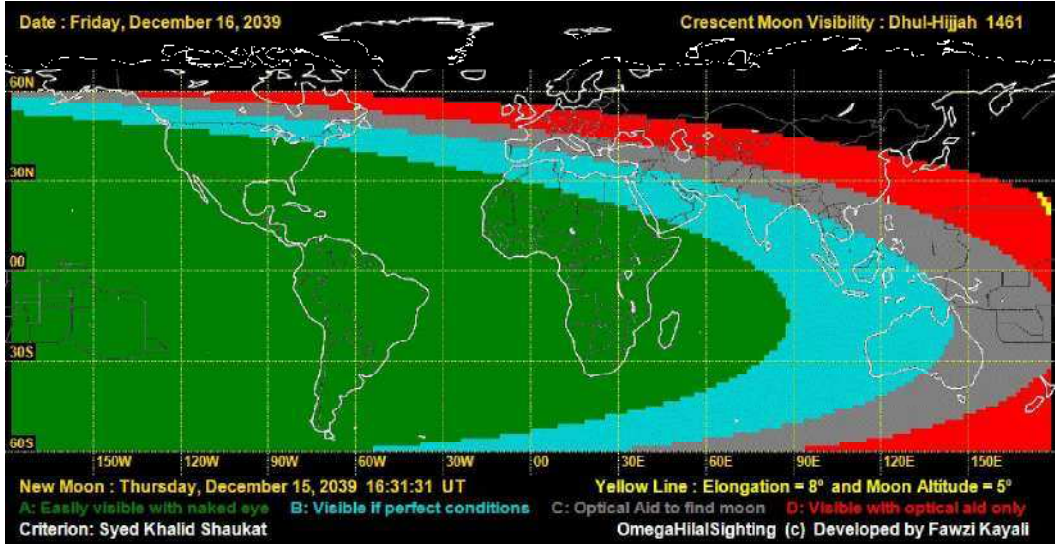 Date : Friday, December 16, 2039 Crescent Moon Visibility : Dhul-Hijjah 1461
60N
30N
00
30S
60S
150W 120W 90W 60W 30W 00 30E 60E 90E 120E 150E
New Moon : Thursday, December 15, 2039 16:31:31 UT Yellow Line : Elongation = 8º and Moon Altitude = 5º
A: Easily visible with naked eye B: Visible if perfect conditions C: Optical Aid to find moon D: Visible with optical aid only
Criterion: Syed Khalid Shaukat OmegaHilalSighting (c) Developed by Fawzi Kayali